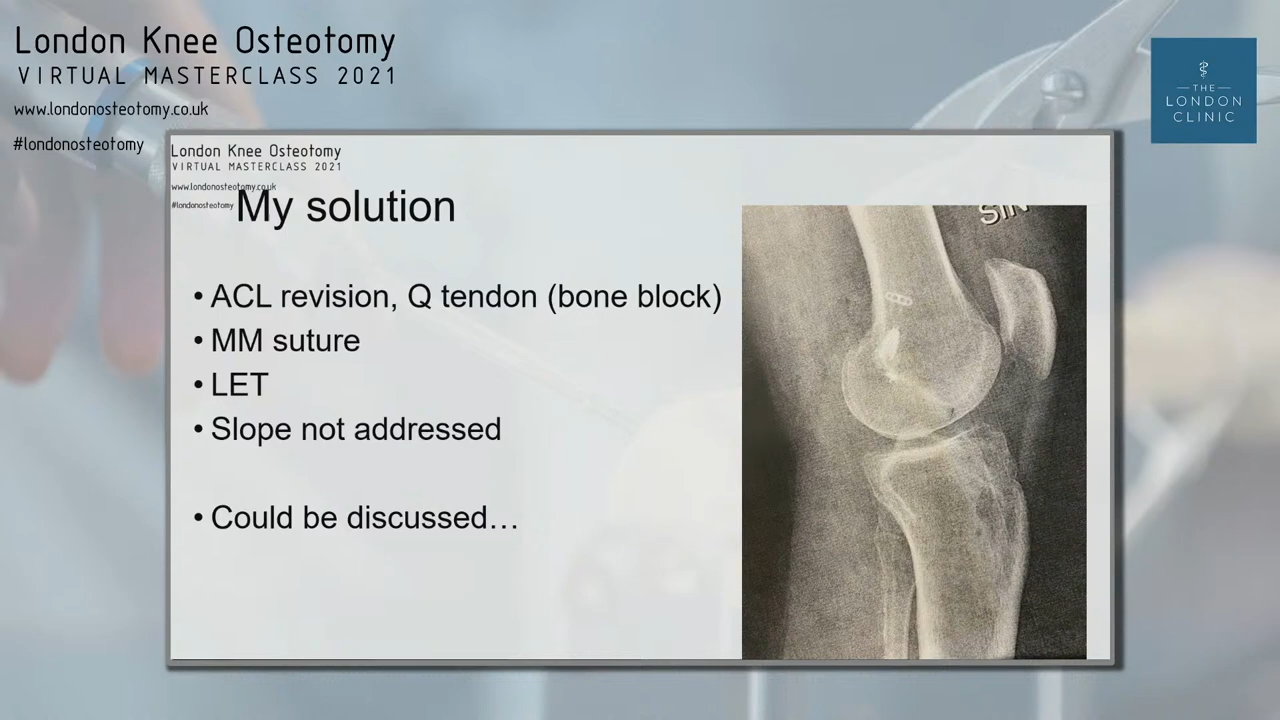 London Knee Osteotomy
VIRTUAL MASTERCLASS 2021
www.londonosteotomy.co.uk
#londonosteotomy
THE
LONDON
CLINIC
London Knee Osteotomy
VIRTUAL MASTERCLASS 2021
www.londonosteotomy.co.uk
#londonosteotomy
My solution
• ACL revision, Q tendon (bone block)
• MM suture
• LET
• Slope not addressed
• Could be discussed…
SIN